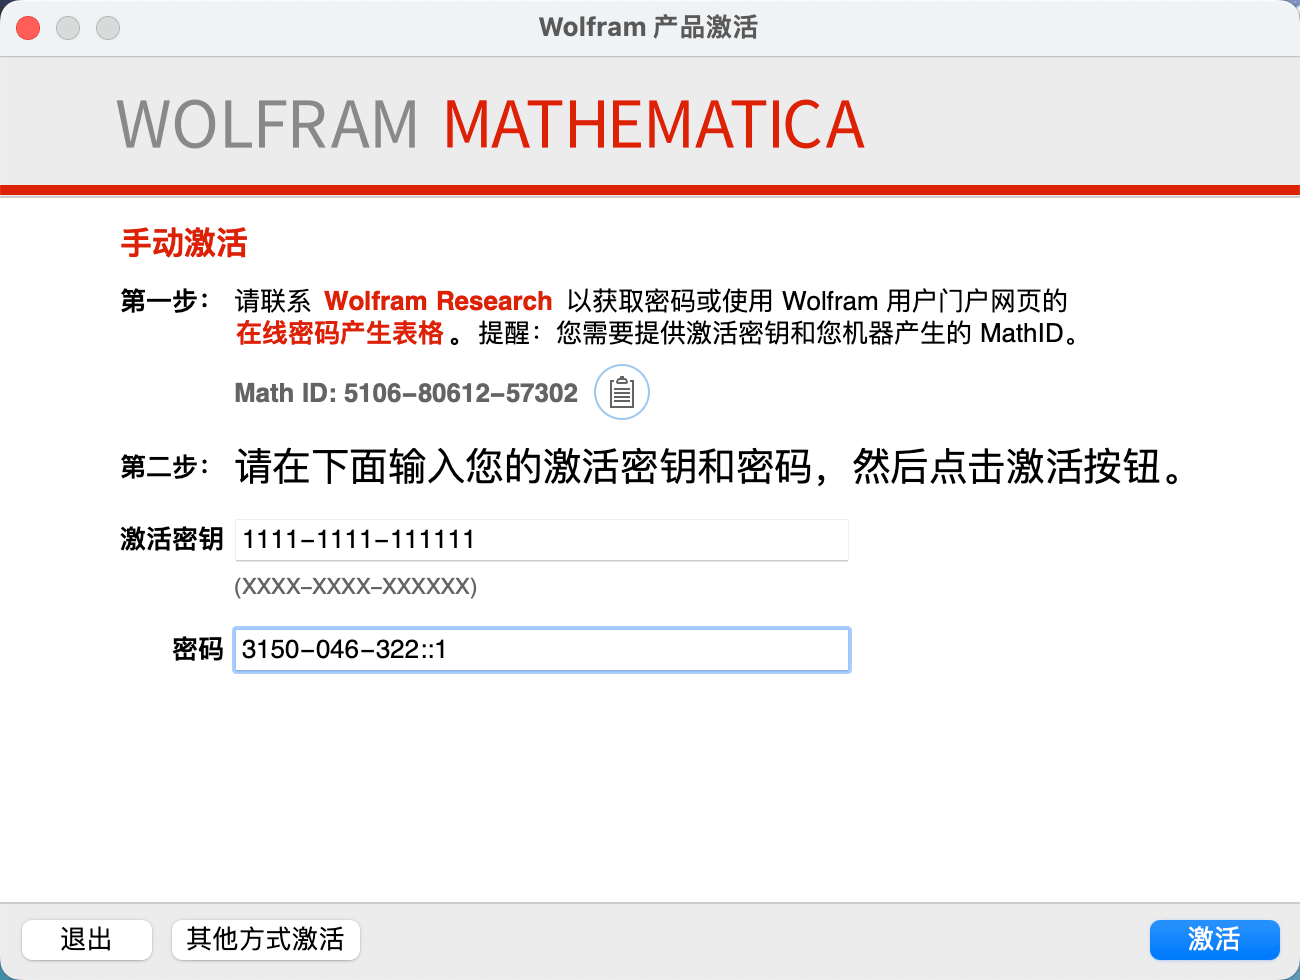 Wolfram 产品激活
WOLFRAM MATHEMATICA
手动激活
第一步： 请联系 Wolfram Research 以获取密码或使用 Wolfram 用户门户网页的
在线密码产生表格。提醒：您需要提供激活密钥和您机器产生的 MathID。
Math ID: 5106-80612-57302
第二步： 请在下面输入您的激活密钥和密码，然后点击激活按钮。
激活密钥 1111-1111-111111
(XXXX-XXXX-XXXXXX)
密码 3150-046-322::1
退出 其他方式激活 激活